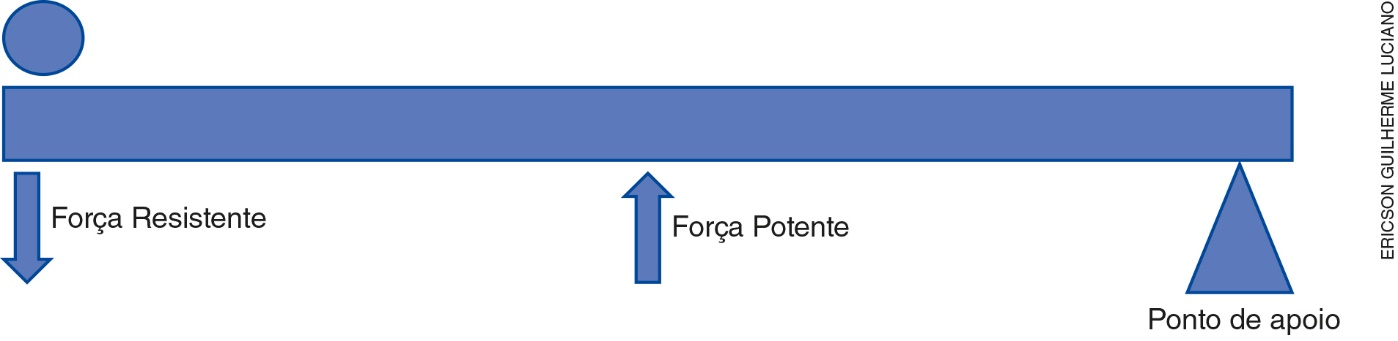 Força Resistente
Força Potente
Ponto de apoio
ERICSON GUILHERME LUCIANO